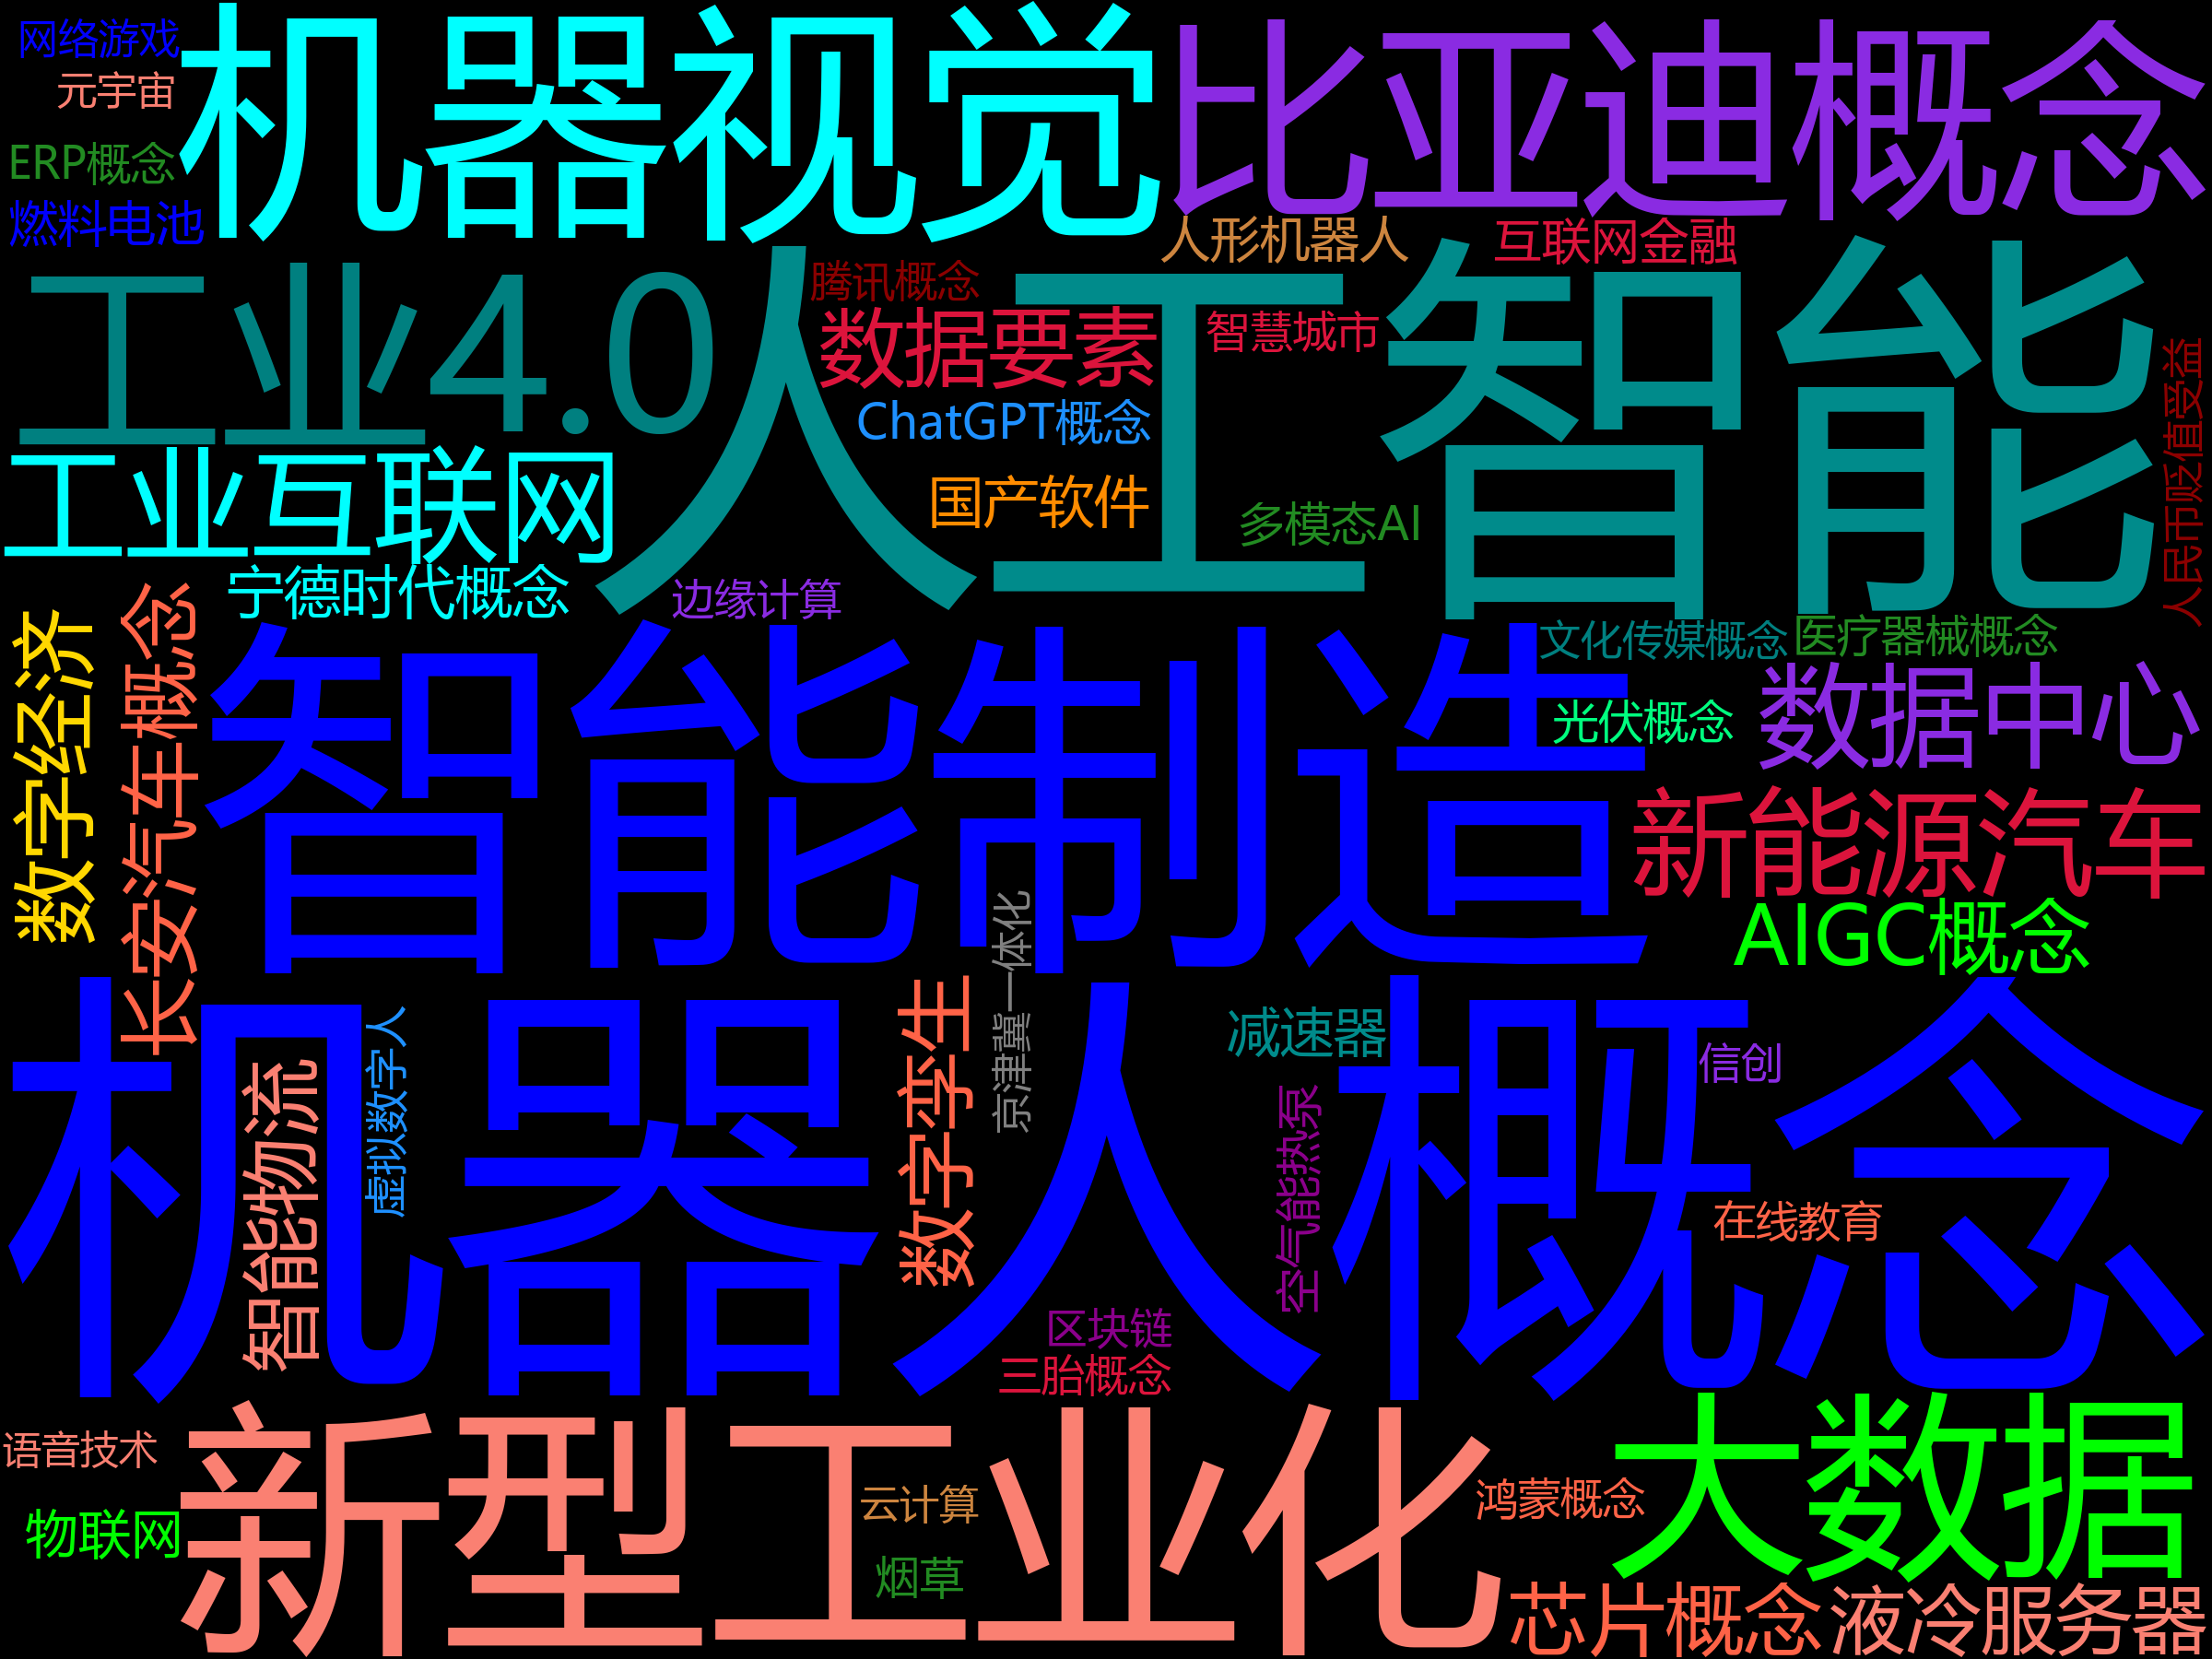 网络游戏
元宇宙
机器视觉
比亚迪概念
ERP概念
燃料电池
人形机器人
互联网金融
工业4.0
腾讯概念
人工智能
数据要素
智慧城市
ChatGPT概念
人民币贬值受益
工业互联网
国产软件
多模态AI
宁德时代概念
边缘计算
文化传媒概念
医疗器械概念
数字经济
长安汽车概念
智能制造
光伏概念
数据中心
新能源汽车
AIGC概念
京津冀一体化
机器人概念
数字孪生
减速器
信创
虚拟数字人
智能物流
空气能热泵
在线教育
区块链
三胎概念
语音技术
新型工业化
大数据
云计算
鸿蒙概念
物联网
烟草
芯片概念
液冷服务器